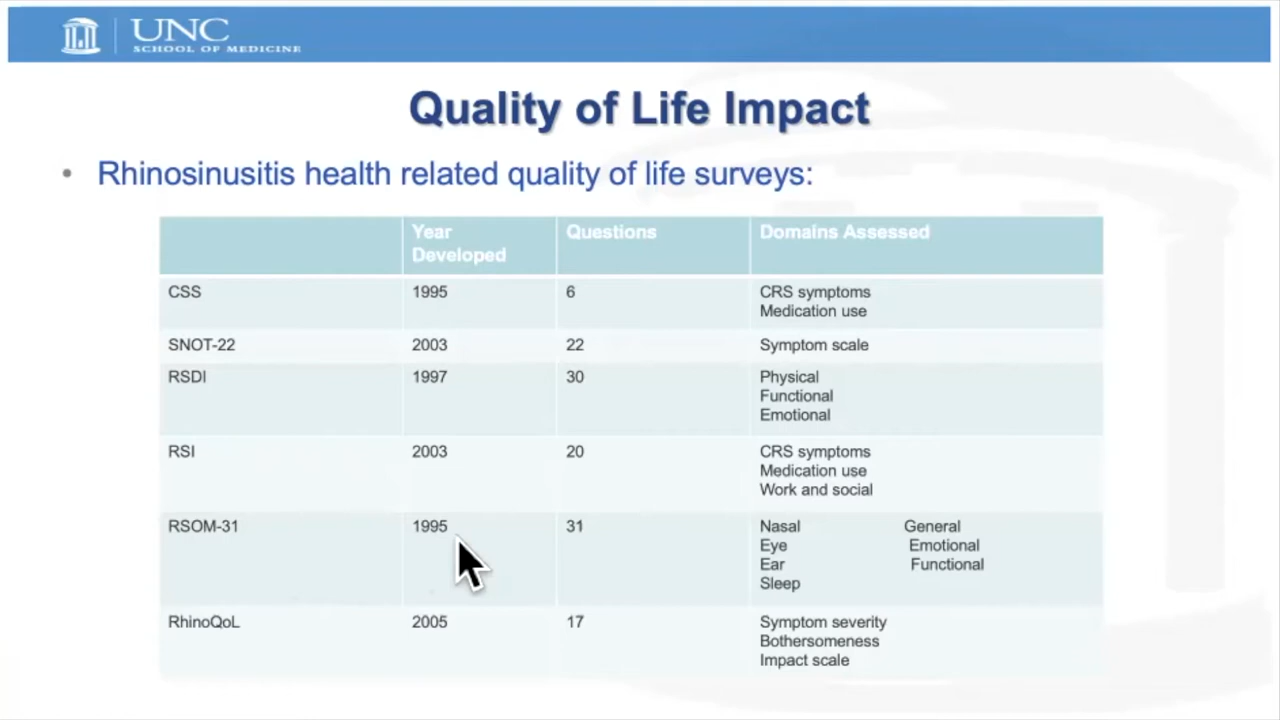 UNC
SCHOOL OF MEDICINE
Quality of Life Impact
• Rhinosinusitis health related quality of life surveys:
Year Developed Questions Domains Assessed
CSS 1995 6 CRS symptoms
Medication use
SNOT-22 2003 22 Symptom scale
RSDI 1997 30 Physical
Functional
Emotional
RSI 2003 20 CRS symptoms
Medication use
Work and social
RSOM-31 1995 31 Nasal General
Eye Emotional
Ear Functional
Sleep
RhinoQoL 2005 17 Symptom severity
Bothersomeness
Impact scale